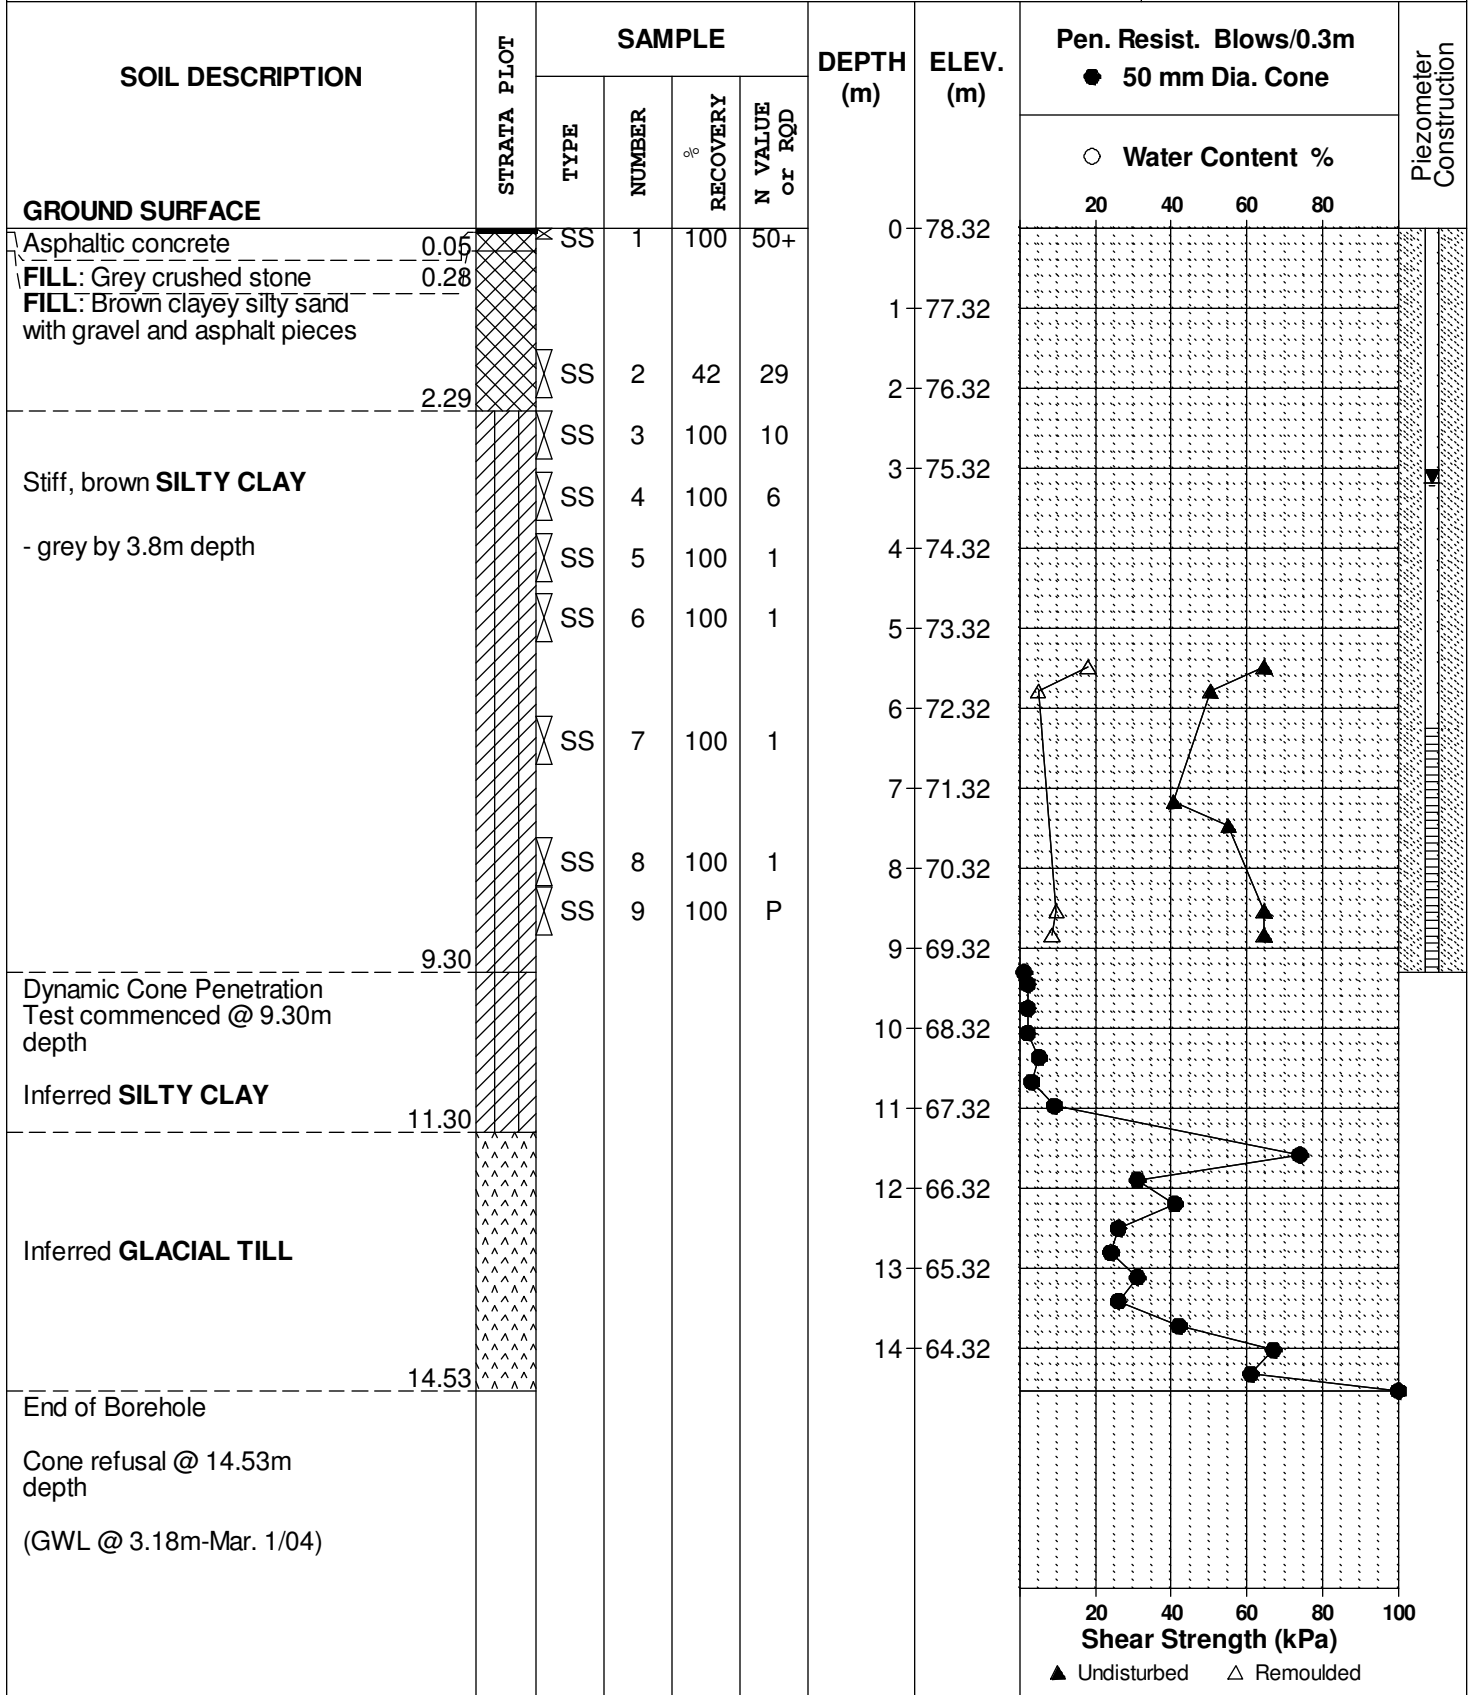 SOIL DESCRIPTION
GROUND SURFACE
STRATA PLOT
SAMPLE
TYPE
NUMBER
% RECOVERY
N VALUE or RQD
DEPTH (m)
ELEV. (m)
Pen. Resist. Blows/0.3m
50 mm Dia. Cone
Water Content %
20 40 60 80
Piezometer Construction
Asphaltic concrete 0.05
FILL: Grey crushed stone 0.28
FILL: Brown clayey silty sand
with gravel and asphalt pieces
2.29
Stiff, brown SILTY CLAY
- grey by 3.8m depth
9.30
Dynamic Cone Penetration
Test commenced @ 9.30m
depth
Inferred SILTY CLAY
11.30
Inferred GLACIAL TILL
14.53
End of Borehole
Cone refusal @ 14.53m
depth
(GWL @ 3.18m-Mar. 1/04)
SS 1 100 50+
SS 2 42 29
SS 3 100 10
SS 4 100 6
SS 5 100 1
SS 6 100 1
SS 7 100 1
SS 8 100 1
SS 9 100 P
0 78.32
1 77.32
2 76.32
3 75.32
4 74.32
5 73.32
6 72.32
7 71.32
8 70.32
9 69.32
10 68.32
11 67.32
12 66.32
13 65.32
14 64.32
20 40 60 80 100
Shear Strength (kPa)
Undisturbed Remoulded